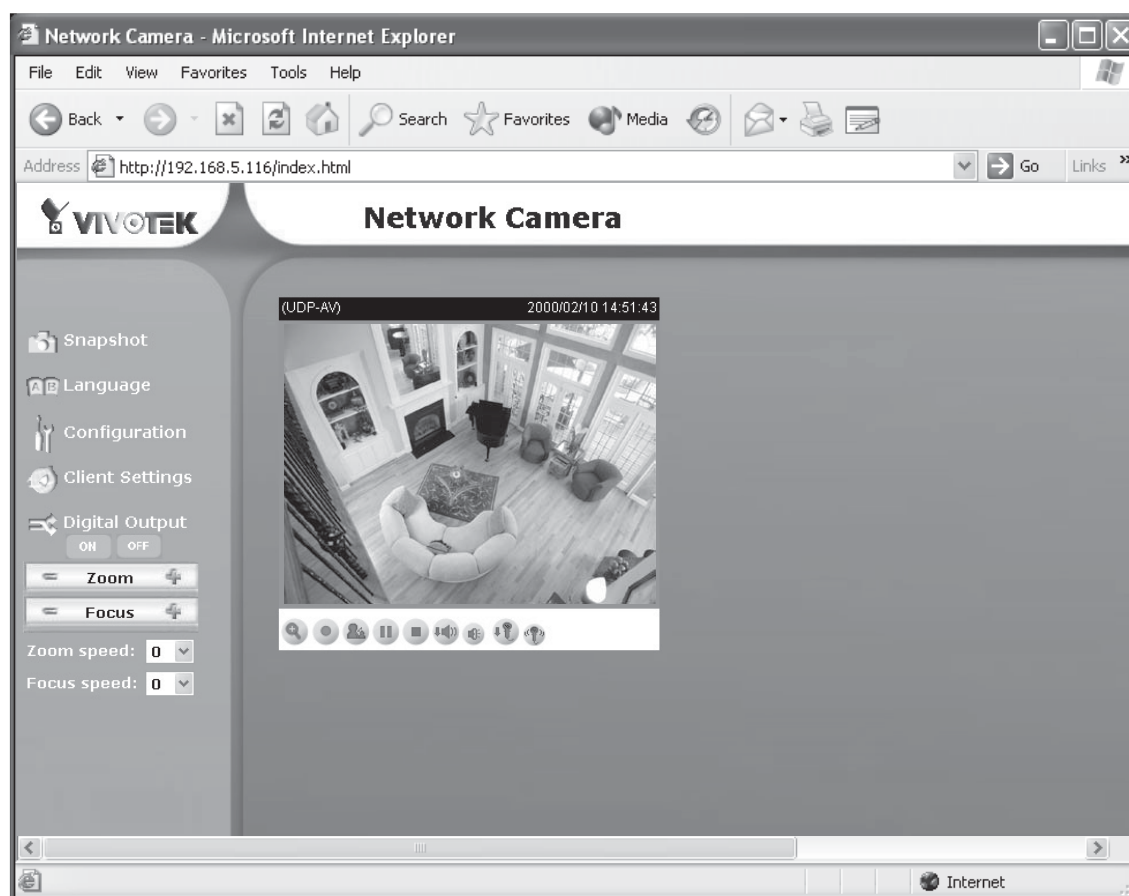 Network Camera - Microsoft Internet Explorer
File Edit View Favorites Tools Help
Back Search Favorites Media
Address http://192.168.5.116/index.html Go Links »
VIVOTEK
Network Camera
(UDP-AV) 2000/02/10 14:51:43
Snapshot
A B Language
Configuration
Client Settings
Digital Output
ON OFF
Zoom
Focus
Zoom speed: 0
Focus speed: 0
Internet